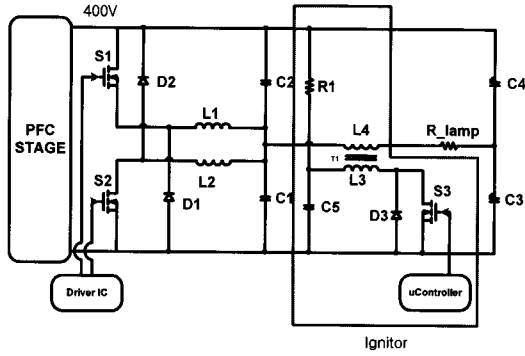 400V
S1
D2
C2
R1
C4
PFC
STAGE
L1
L4
R_lamp
T1
S2
L2
L3
S3
D1
C1
C5
D3
C3
Driver IC
uController
Ignitor